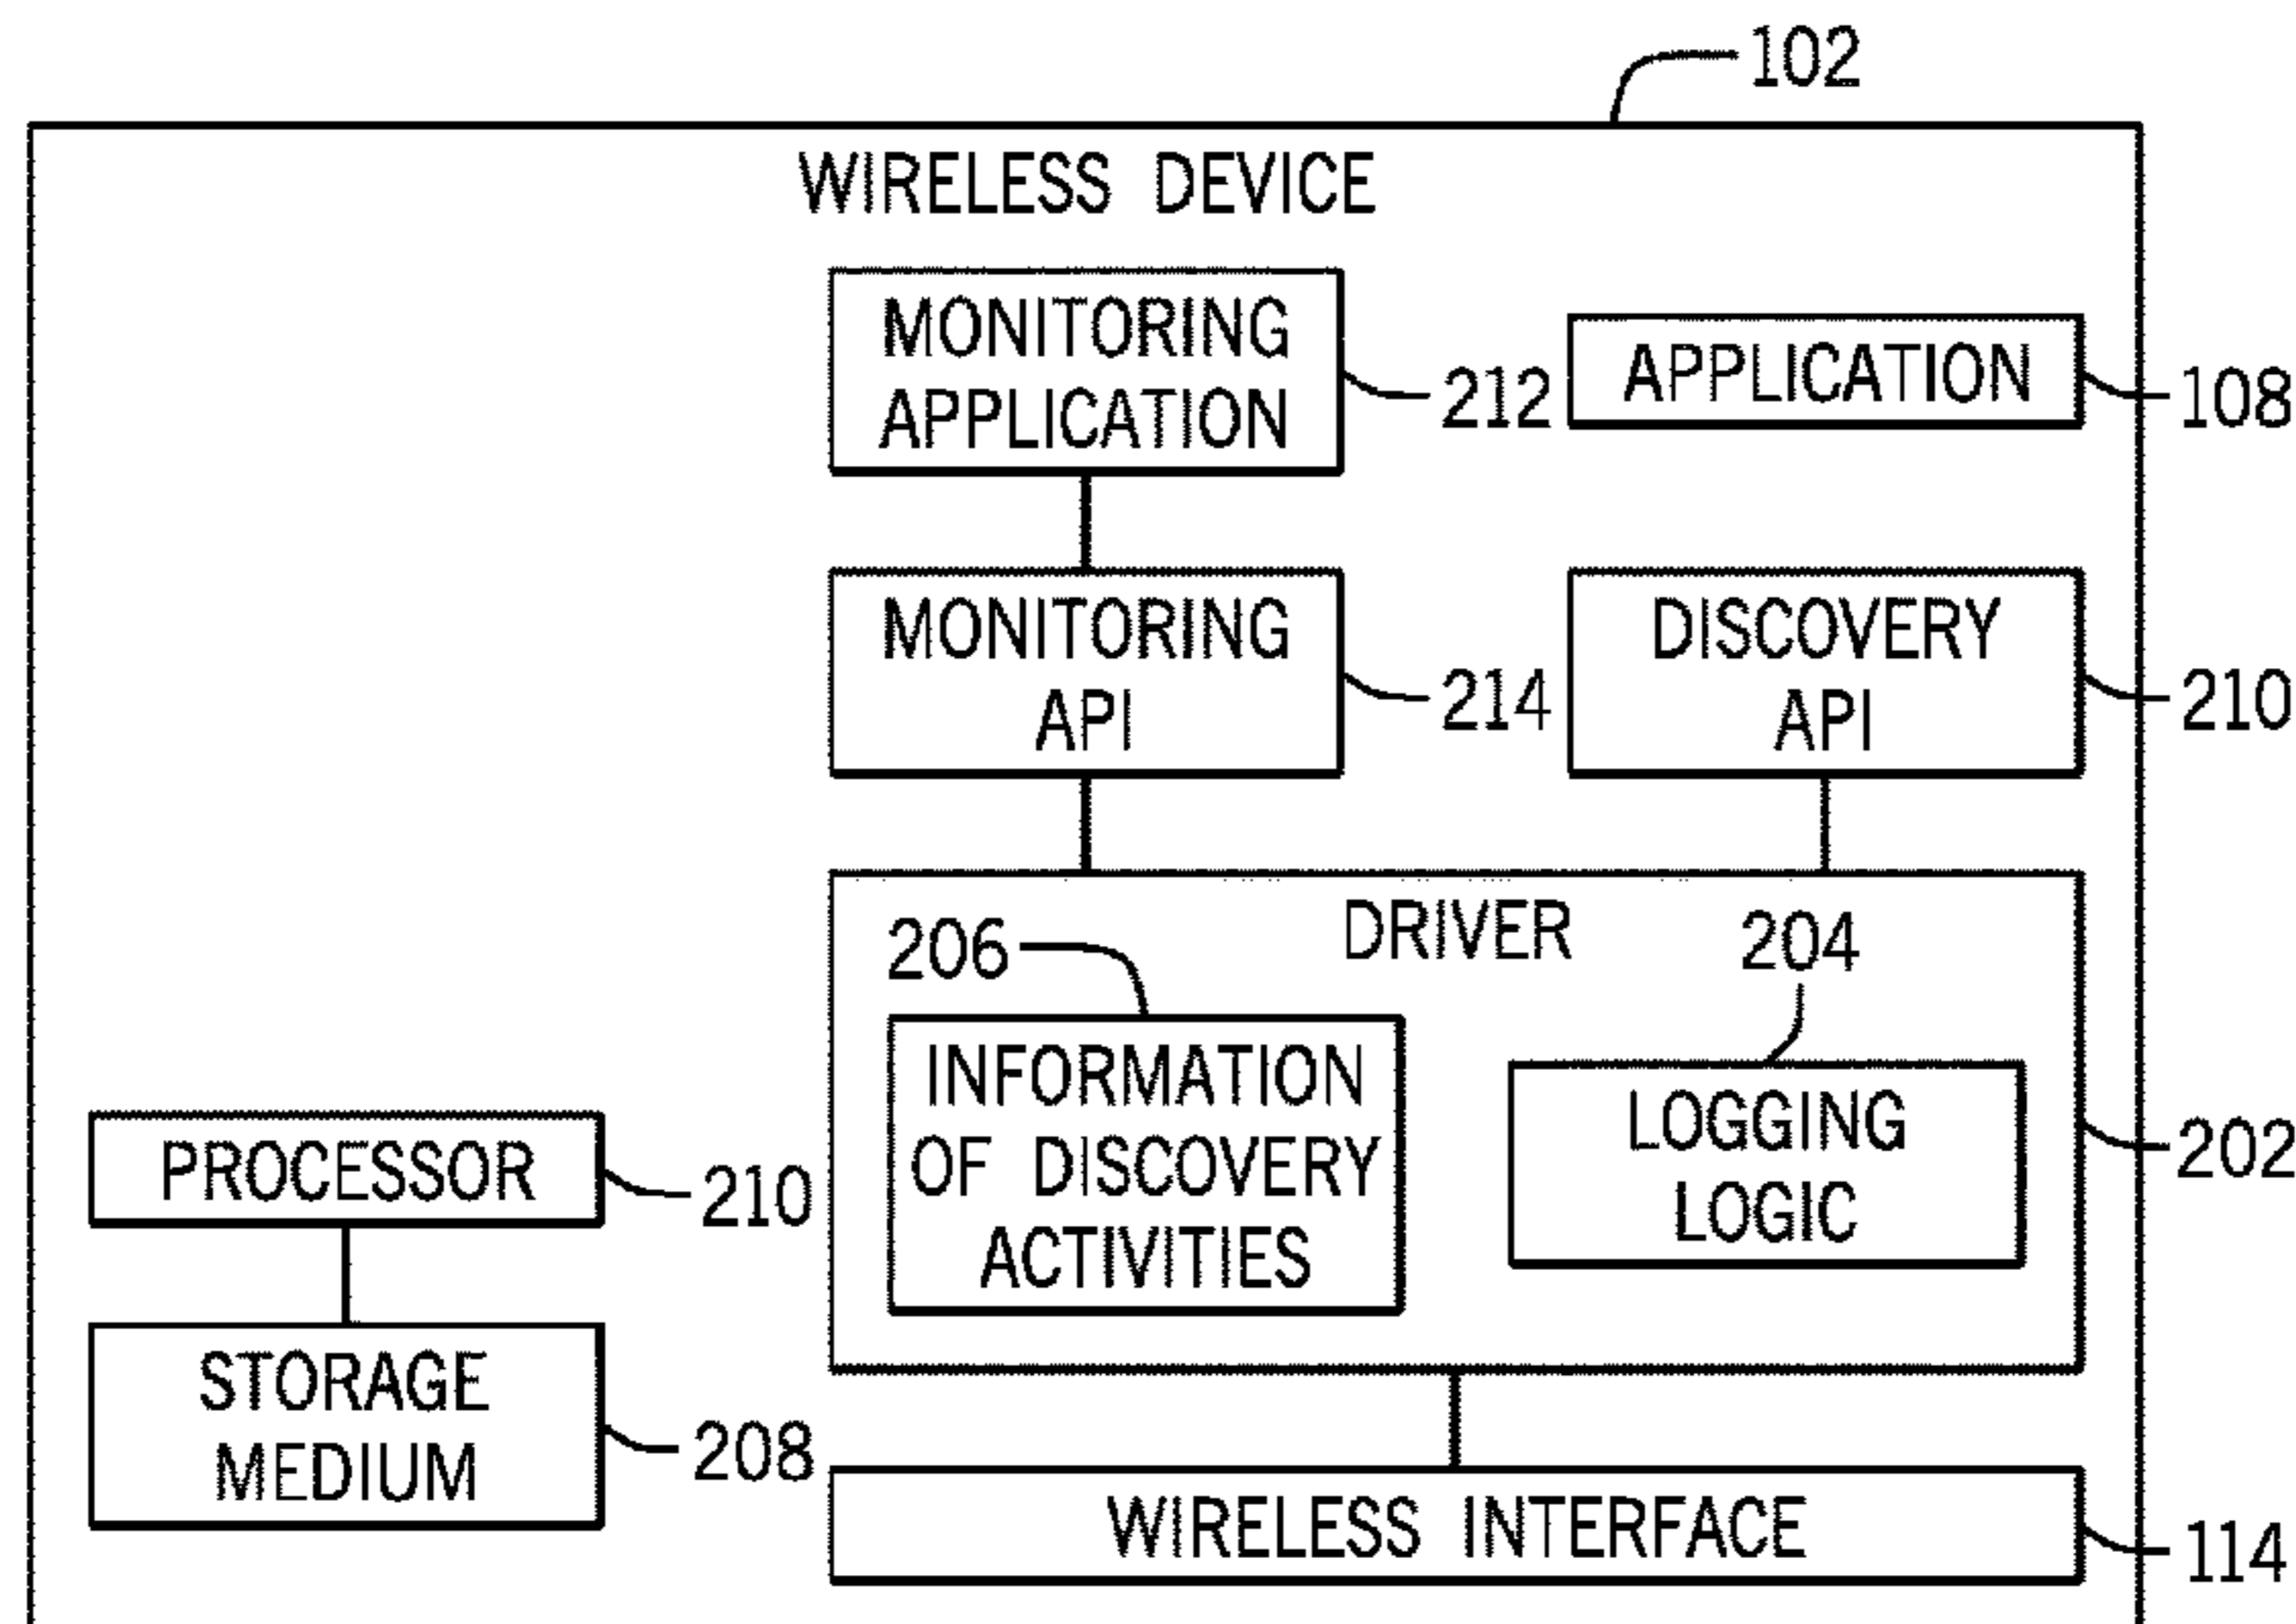 102
WIRELESS DEVICE
MONITORING
APPLICATION
212
APPLICATION
108
MONITORING
API
214
DISCOVERY
API
210
DRIVER
206
204
INFORMATION
OF DISCOVERY
ACTIVITIES
LOGGING
LOGIC
202
PROCESSOR
210
STORAGE
MEDIUM
208
WIRELESS INTERFACE
114